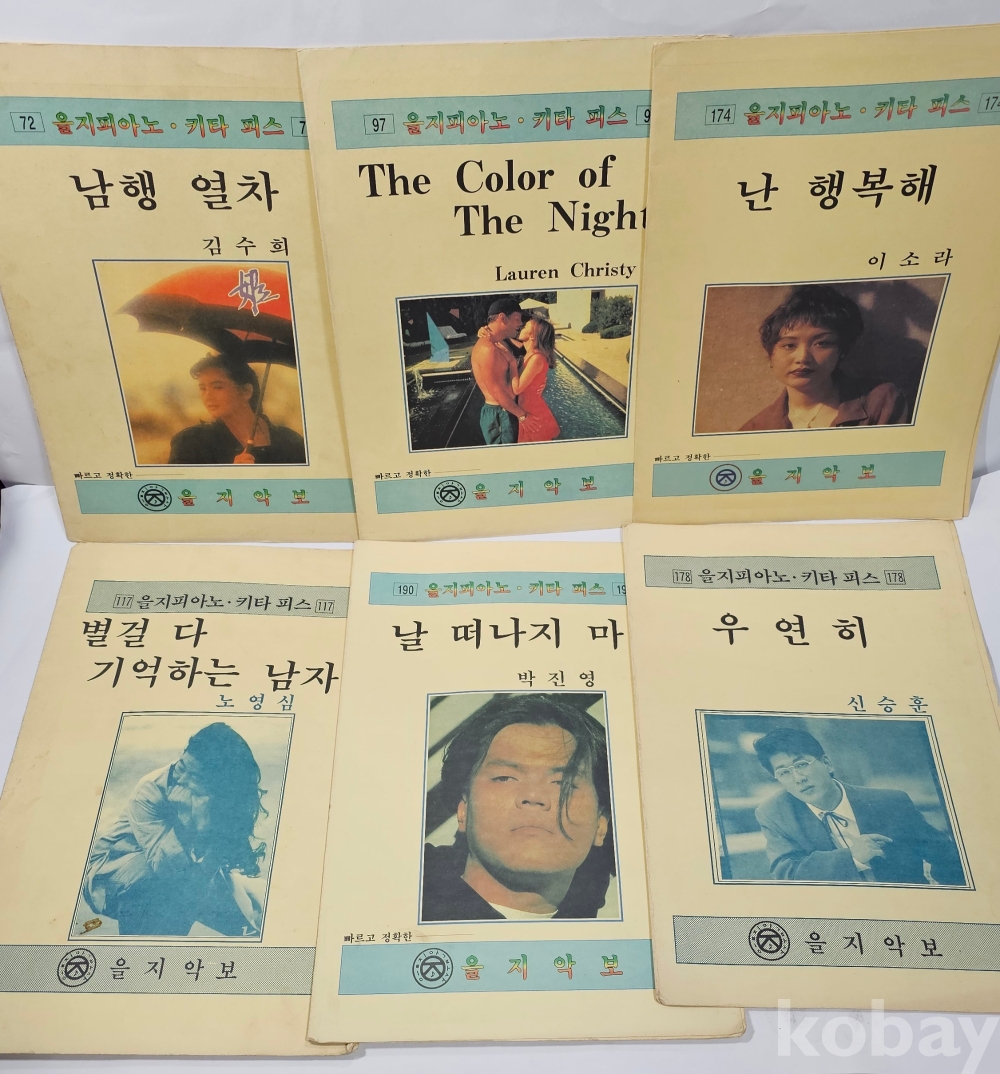 72 을지피아노·키타 피스 7
남행 열차
김수희
빠르고 정확한
을지악보
97 을지피아노·키타 피스 9
The Color of
The Night
Lauren Christy
빠르고 정확한
을지악보
174 을지피아노·키타 피스 174
난 행복해
이소라
빠르고 정확한
을지악보
117 을지피아노·키타 피스 117
별걸 다
기억하는 남자
노영심
을지악보
190 을지피아노·키타 피스 19
날 떠나지 마
박진영
빠르고 정확한
을지악보
178 을지피아노·키타 피스 178
우연히
신승훈
을지악보
kobay